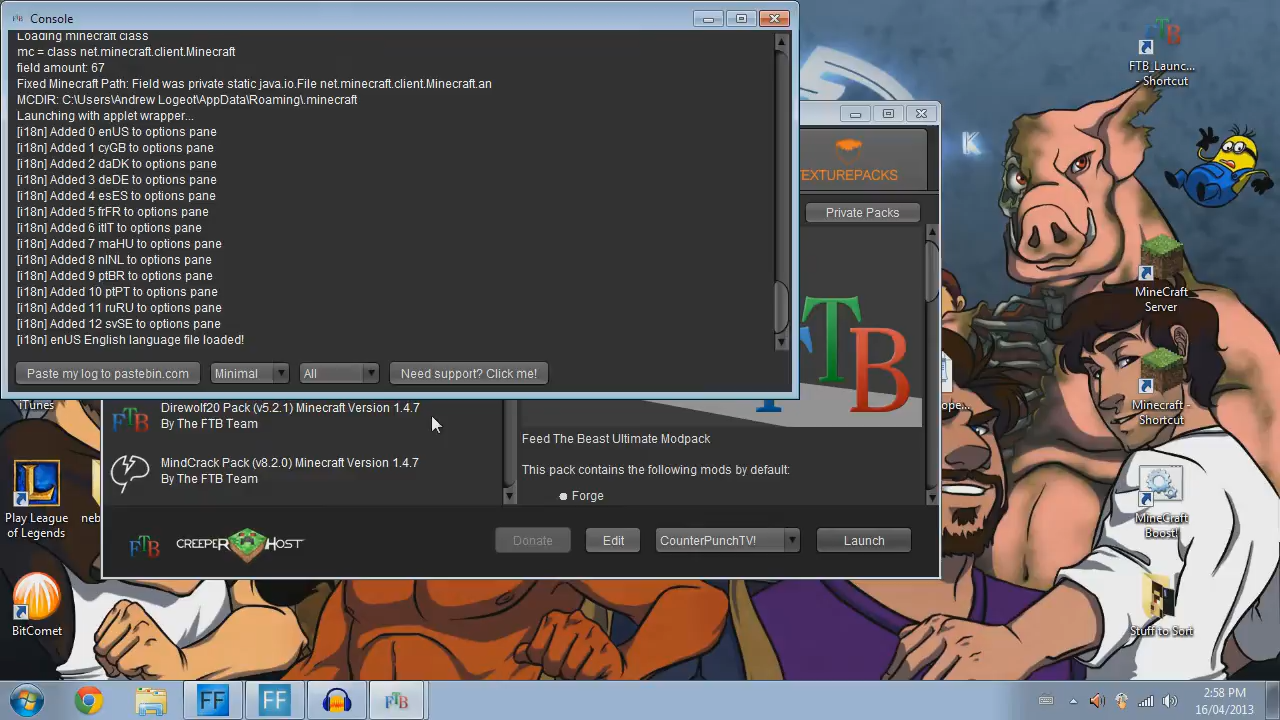 Console
Loading minecraft class
mc = class net.minecraft.client.Minecraft
field amount: 67
Fixed Minecraft Path: Field was private static java.io.File net.minecraft.client.Minecraft.an
MCDIR: C:\Users\Andrew Logeot\AppData\Roaming\.minecraft
Launching with applet wrapper...
[i18n] Added 0 enUS to options pane
[i18n] Added 1 cyGB to options pane
[i18n] Added 2 daDK to options pane
[i18n] Added 3 deDE to options pane
[i18n] Added 4 esES to options pane
[i18n] Added 5 frFR to options pane
[i18n] Added 6 itIT to options pane
[i18n] Added 7 maHU to options pane
[i18n] Added 8 nlNL to options pane
[i18n] Added 9 ptBR to options pane
[i18n] Added 10 ptPT to options pane
[i18n] Added 11 ruRU to options pane
[i18n] Added 12 svSE to options pane
[i18n] enUS English language file loaded!
Paste my log to pastebin.com
Minimal
All
Need support? Click me!
TEXTUREPACKS
Private Packs
FTB
Direwolf20 Pack (v5.2.1) Minecraft Version 1.4.7
By The FTB Team
FTB
MindCrack Pack (v8.2.0) Minecraft Version 1.4.7
By The FTB Team
Feed The Beast Ultimate Modpack
This pack contains the following mods by default:
Forge
FTB
CREEPER HOST
Donate
Edit
CounterPunchTV!
Launch
FTB_Launc...
- Shortcut
MineCraft
Server
Minecraft -
Shortcut
MineCraft
Boost!
Stuff to Sort
iTunes
Play League
of Legends
neb
BitComet
ope...
K
FF
FF
FTB
2:58 PM
16/04/2013